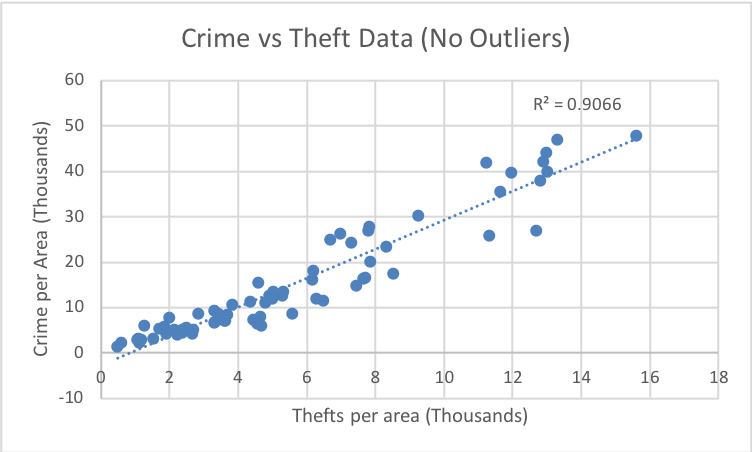 Crime vs Theft Data (No Outliers)
60
R² = 0.9066
50
40
30
20
10
0
-10
0 2 4 6 8 10 12 14 16 18
Crime per Area (Thousands)
Thefts per area (Thousands)